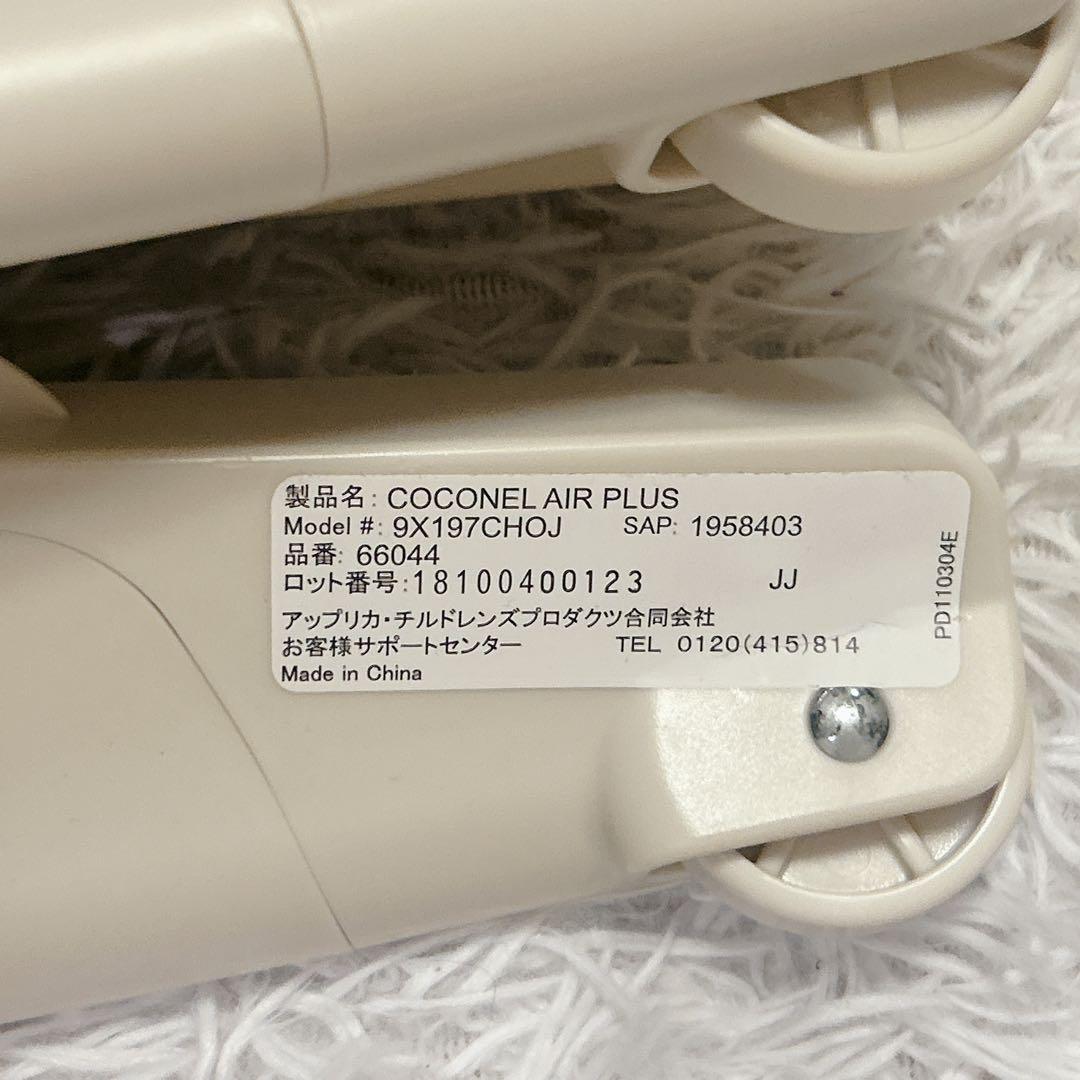 製品名: COCONEL AIR PLUS
Model #: 9X197CHOJ SAP: 1958403
品番: 66044
ロット番号:18100400123 JJ
アップリカ・チルドレンズプロダクツ合同会社
お客様サポートセンター TEL 0120(415)814
Made in China
PD110304E